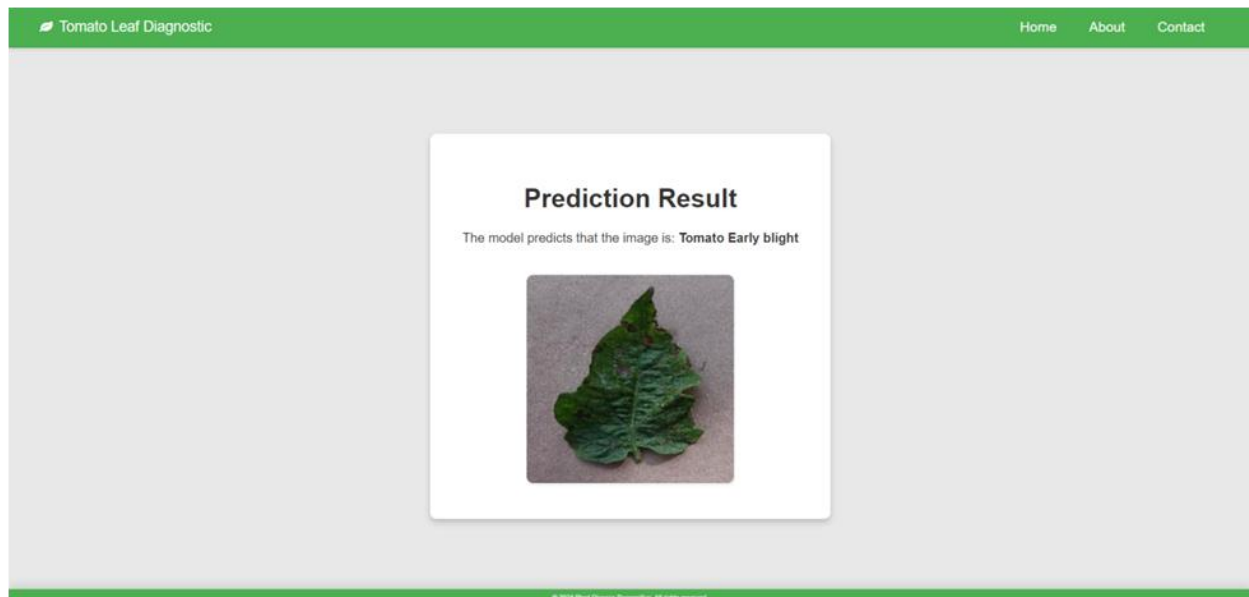 Tomato Leaf Diagnostic
Home About Contact
Prediction Result
The model predicts that the image is: Tomato Early blight